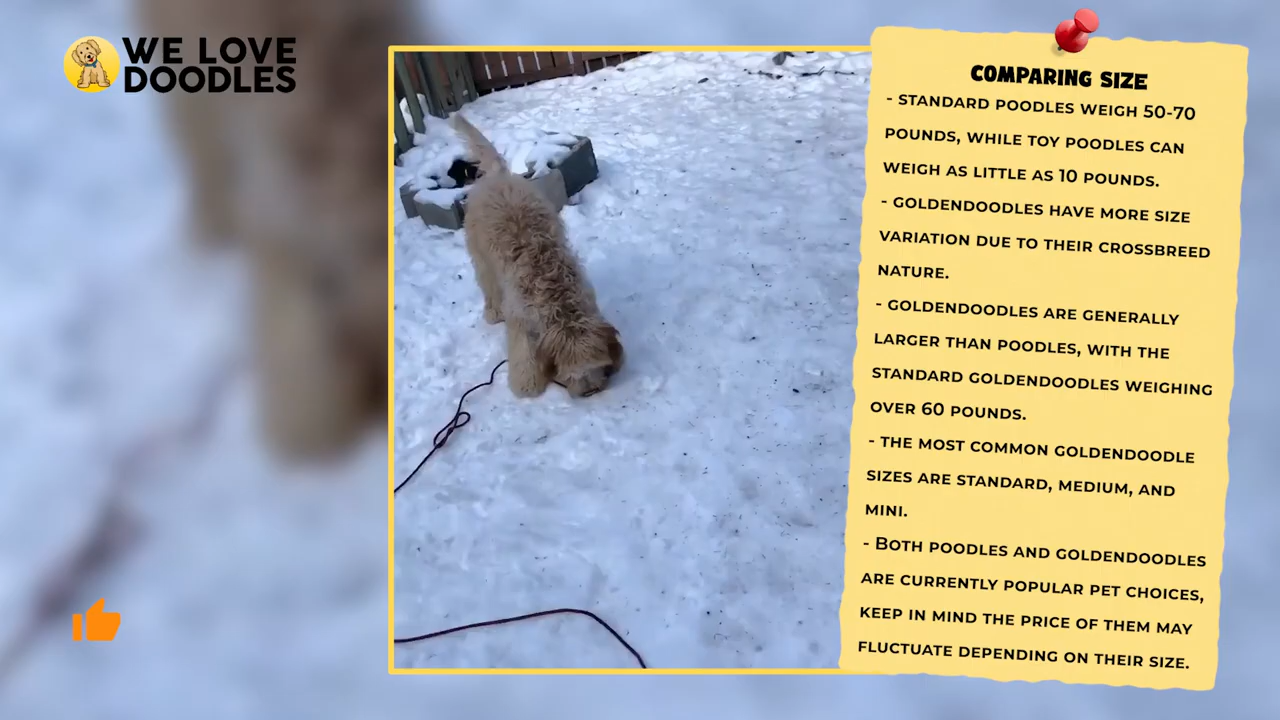 WE LOVE
DOODLES
COMPARING SIZE
- STANDARD POODLES WEIGH 50-70
POUNDS, WHILE TOY POODLES CAN
WEIGH AS LITTLE AS 10 POUNDS.
- GOLDENDOODLES HAVE MORE SIZE
VARIATION DUE TO THEIR CROSSBREED
NATURE.
- GOLDENDOODLES ARE GENERALLY
LARGER THAN POODLES, WITH THE
STANDARD GOLDENDOODLES WEIGHING
OVER 60 POUNDS.
- THE MOST COMMON GOLDENDOODLE
SIZES ARE STANDARD, MEDIUM, AND
MINI.
- BOTH POODLES AND GOLDENDOODLES
ARE CURRENTLY POPULAR PET CHOICES,
KEEP IN MIND THE PRICE OF THEM MAY
FLUCTUATE DEPENDING ON THEIR SIZE.